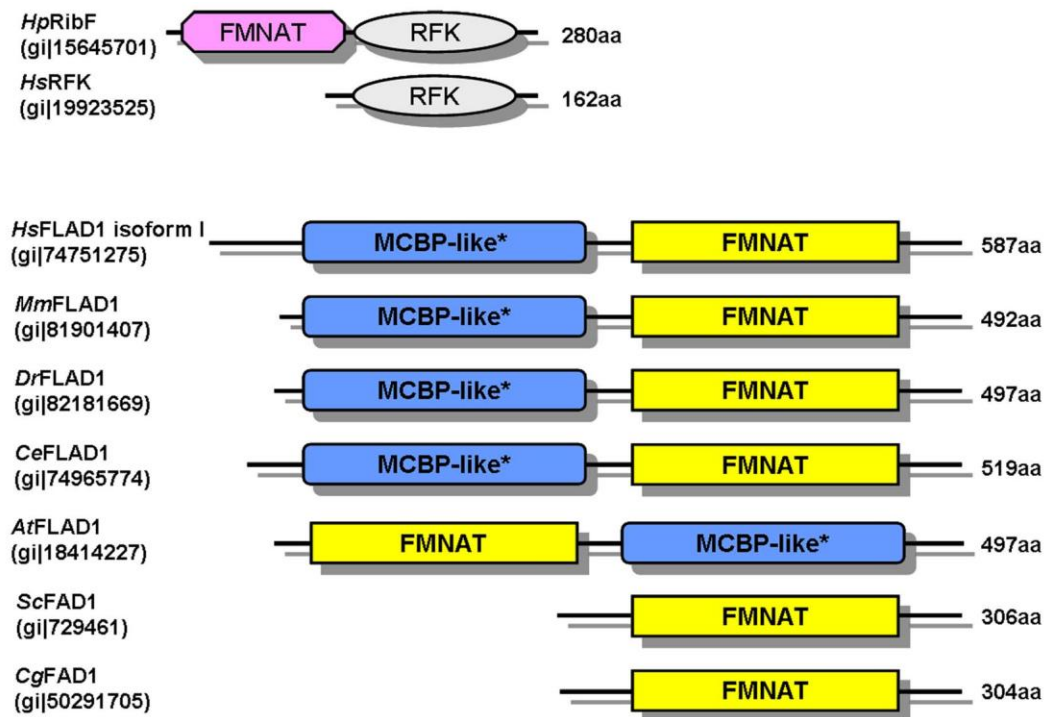 HpRibF
(gi|15645701)
FMNAT
RFK
280aa
HsRFK
(gi|19923525)
RFK
162aa
HsFLAD1 isoform I
(gi|74751275)
MCBP-like*
FMNAT
587aa
MmFLAD1
(gi|81901407)
MCBP-like*
FMNAT
492aa
DrFLAD1
(gi|82181669)
MCBP-like*
FMNAT
497aa
CeFLAD1
(gi|74965774)
MCBP-like*
FMNAT
519aa
AtFLAD1
(gi|18414227)
FMNAT
MCBP-like*
497aa
ScFAD1
(gi|729461)
FMNAT
306aa
CgFAD1
(gi|50291705)
FMNAT
304aa